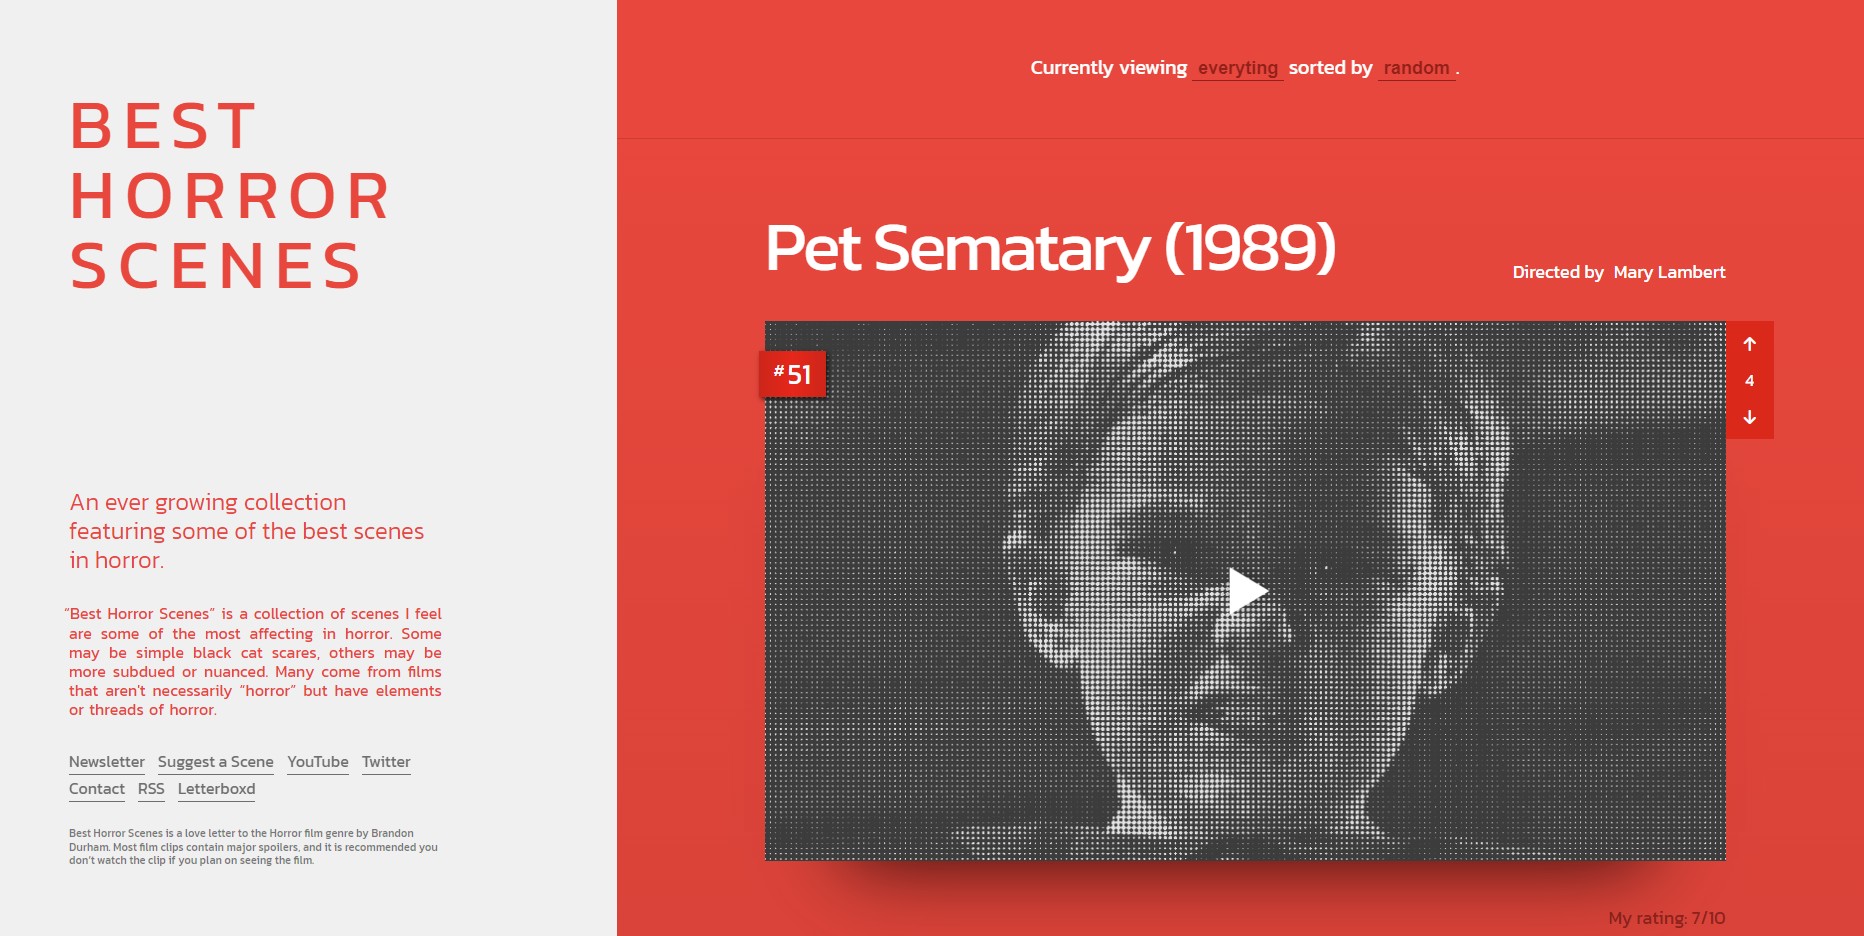 BEST
HORROR
SCENES
An ever growing collection
featuring some of the best scenes
in horror.
“Best Horror Scenes” is a collection of scenes I feel
are some of the most affecting in horror. Some
may be simple black cat scares, others may be
more subdued or nuanced. Many come from films
that aren't necessarily “horror” but have elements
or threads of horror.
Newsletter Suggest a Scene YouTube Twitter
Contact RSS Letterboxd
Best Horror Scenes is a love letter to the Horror film genre by Brandon
Durham. Most film clips contain major spoilers, and it is recommended you
don't watch the clip if you plan on seeing the film.
Currently viewing everyting sorted by random .
Pet Sematary (1989)
Directed by Mary Lambert
#51
4
My rating: 7/10